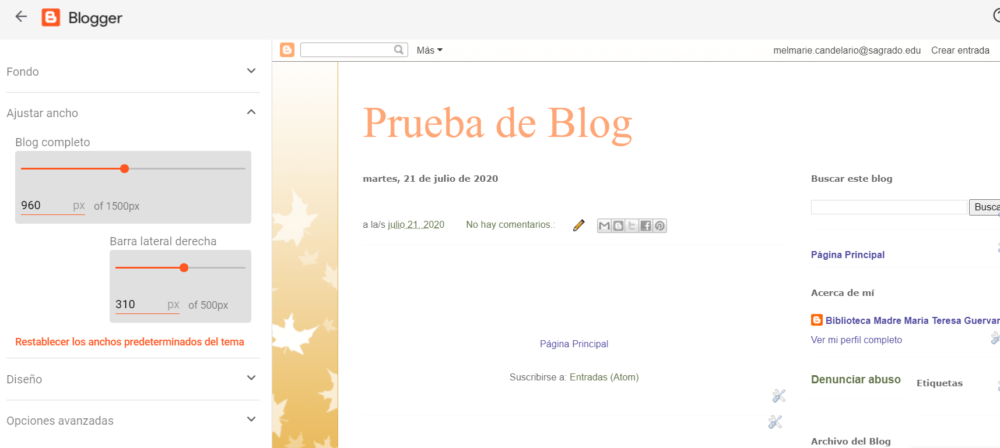 Blogger
Más
melmarie.candelario@sagrado.edu Crear entrada
Fondo
Ajustar ancho
Blog completo
960 px of 1500px
Barra lateral derecha
310 px of 500px
Restablecer los anchos predeterminados del tema
Diseño
Opciones avanzadas
Prueba de Blog
martes, 21 de julio de 2020
a la/s julio 21, 2020 No hay comentarios.:
Página Principal
Suscribirse a: Entradas (Atom)
Buscar este blog
Busca
Página Principal
Acerca de mí
Biblioteca Madre María Teresa Guevar
Ver mi perfil completo
Denunciar abuso
Etiquetas
Archivo del Blog